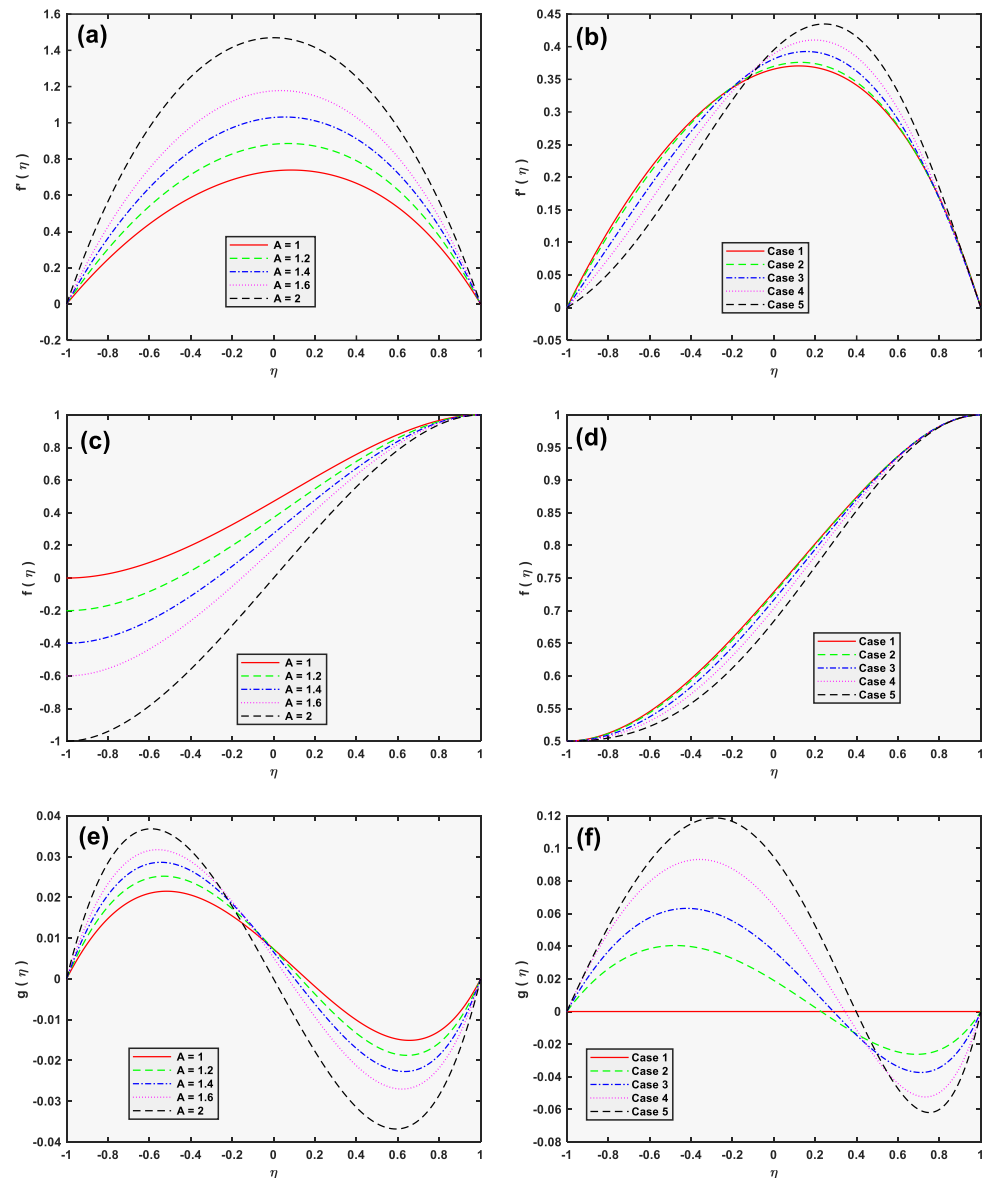 (a)
1.6
1.4
1.2
1
0.8
0.6
0.4
0.2
0
-0.2
f' ( η )
A = 1
A = 1.2
A = 1.4
A = 1.6
A = 2
-1 -0.8 -0.6 -0.4 -0.2 0 0.2 0.4 0.6 0.8 1
η
(b)
0.45
0.4
0.35
0.3
0.25
0.2
0.15
0.1
0.05
0
-0.05
f' ( η )
Case 1
Case 2
Case 3
Case 4
Case 5
-1 -0.8 -0.6 -0.4 -0.2 0 0.2 0.4 0.6 0.8 1
η
(c)
1
0.8
0.6
0.4
0.2
0
-0.2
-0.4
-0.6
-0.8
-1
f ( η )
A = 1
A = 1.2
A = 1.4
A = 1.6
A = 2
-1 -0.8 -0.6 -0.4 -0.2 0 0.2 0.4 0.6 0.8 1
η
(d)
1
0.95
0.9
0.85
0.8
0.75
0.7
0.65
0.6
0.55
0.5
f ( η )
Case 1
Case 2
Case 3
Case 4
Case 5
-1 -0.8 -0.6 -0.4 -0.2 0 0.2 0.4 0.6 0.8 1
η
(e)
0.04
0.03
0.02
0.01
0
-0.01
-0.02
-0.03
-0.04
g ( η )
A = 1
A = 1.2
A = 1.4
A = 1.6
A = 2
-1 -0.8 -0.6 -0.4 -0.2 0 0.2 0.4 0.6 0.8 1
η
(f)
0.12
0.1
0.08
0.06
0.04
0.02
0
-0.02
-0.04
-0.06
-0.08
g ( η )
Case 1
Case 2
Case 3
Case 4
Case 5
-1 -0.8 -0.6 -0.4 -0.2 0 0.2 0.4 0.6 0.8 1
η